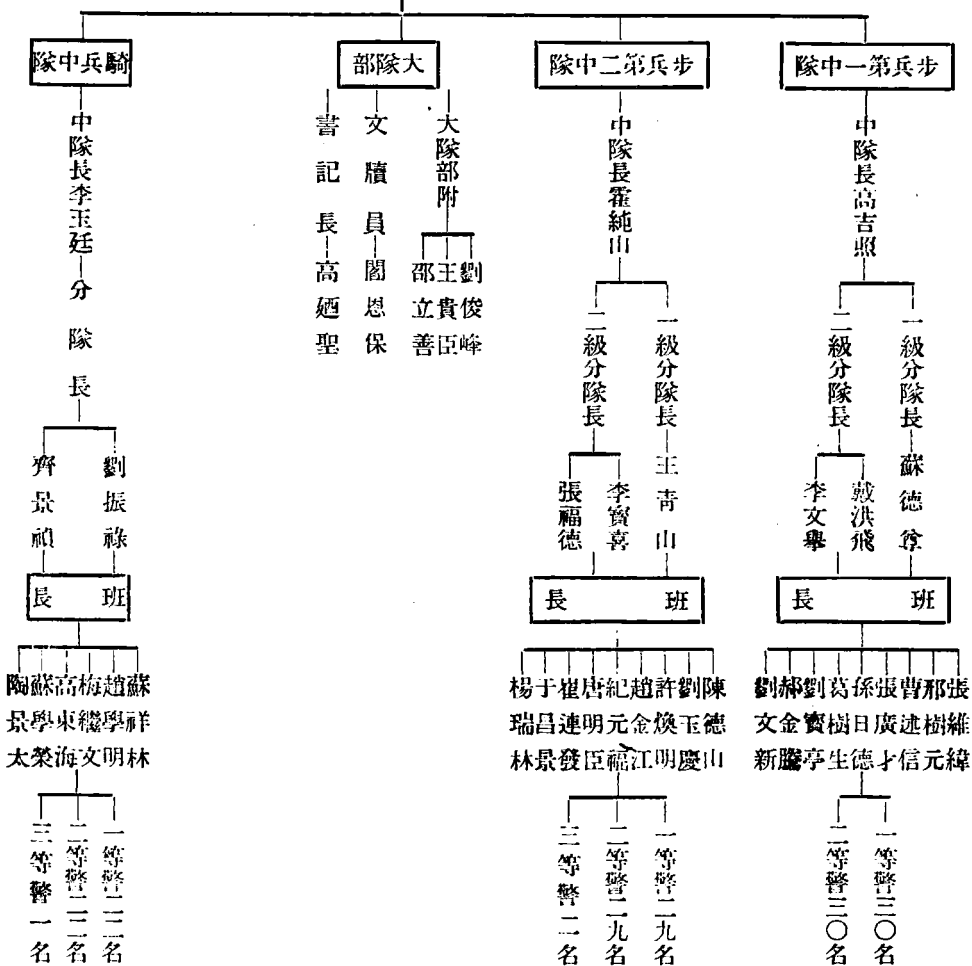 步兵第一中隊
中隊長高吉照
一級分隊長
蘇德
二級分隊長
戴洪飛
李文舉
班長
張維緯
邢樹元
曹述信
張廣才
孫日德
葛樹生
劉寶亭
郝金騰
劉文新
一等警三〇名
二等警三〇名
步兵第二中隊
中隊長霍純山
一級分隊長
王青山
二級分隊長
李寶喜
張福德
班長
陳德山
劉玉慶
許煥明
趙金江
紀元福
唐明臣
崔連發
于昌景
楊瑞林
一等警二九名
二等警二九名
三等警二名
大隊部
大隊部附
劉俊峰
王貴臣
邵立善
文牘員
閻恩保
書記長
高廼聖
騎兵中隊
中隊長李玉廷
分隊長
劉振祿
齊景禎
班長
蘇祥林
趙學明
梅繼文
高東海
蘇學榮
陶景太
一等警二二名
二等警二二名
三等警一名